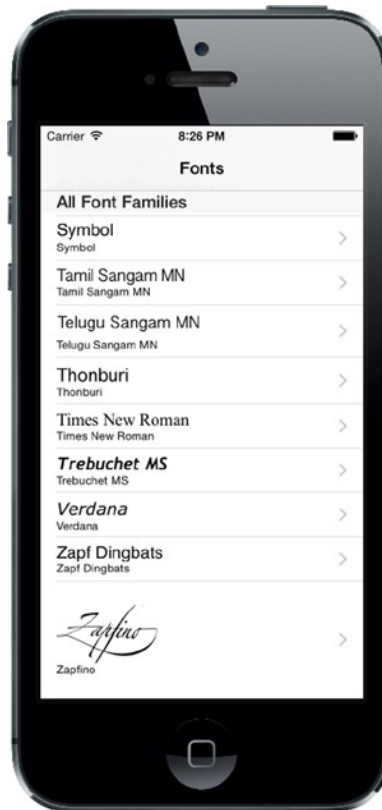 Carrier 8:26 PM
Fonts
All Font Families
Symbol
Symbol
Tamil Sangam MN
Tamil Sangam MN
Telugu Sangam MN
Telugu Sangam MN
Thonburi
Thonburi
Times New Roman
Times New Roman
Trebuchet MS
Trebuchet MS
Verdana
Verdana
Zapf Dingbats
Zapf Dingbats
Zapfino
Zapfino